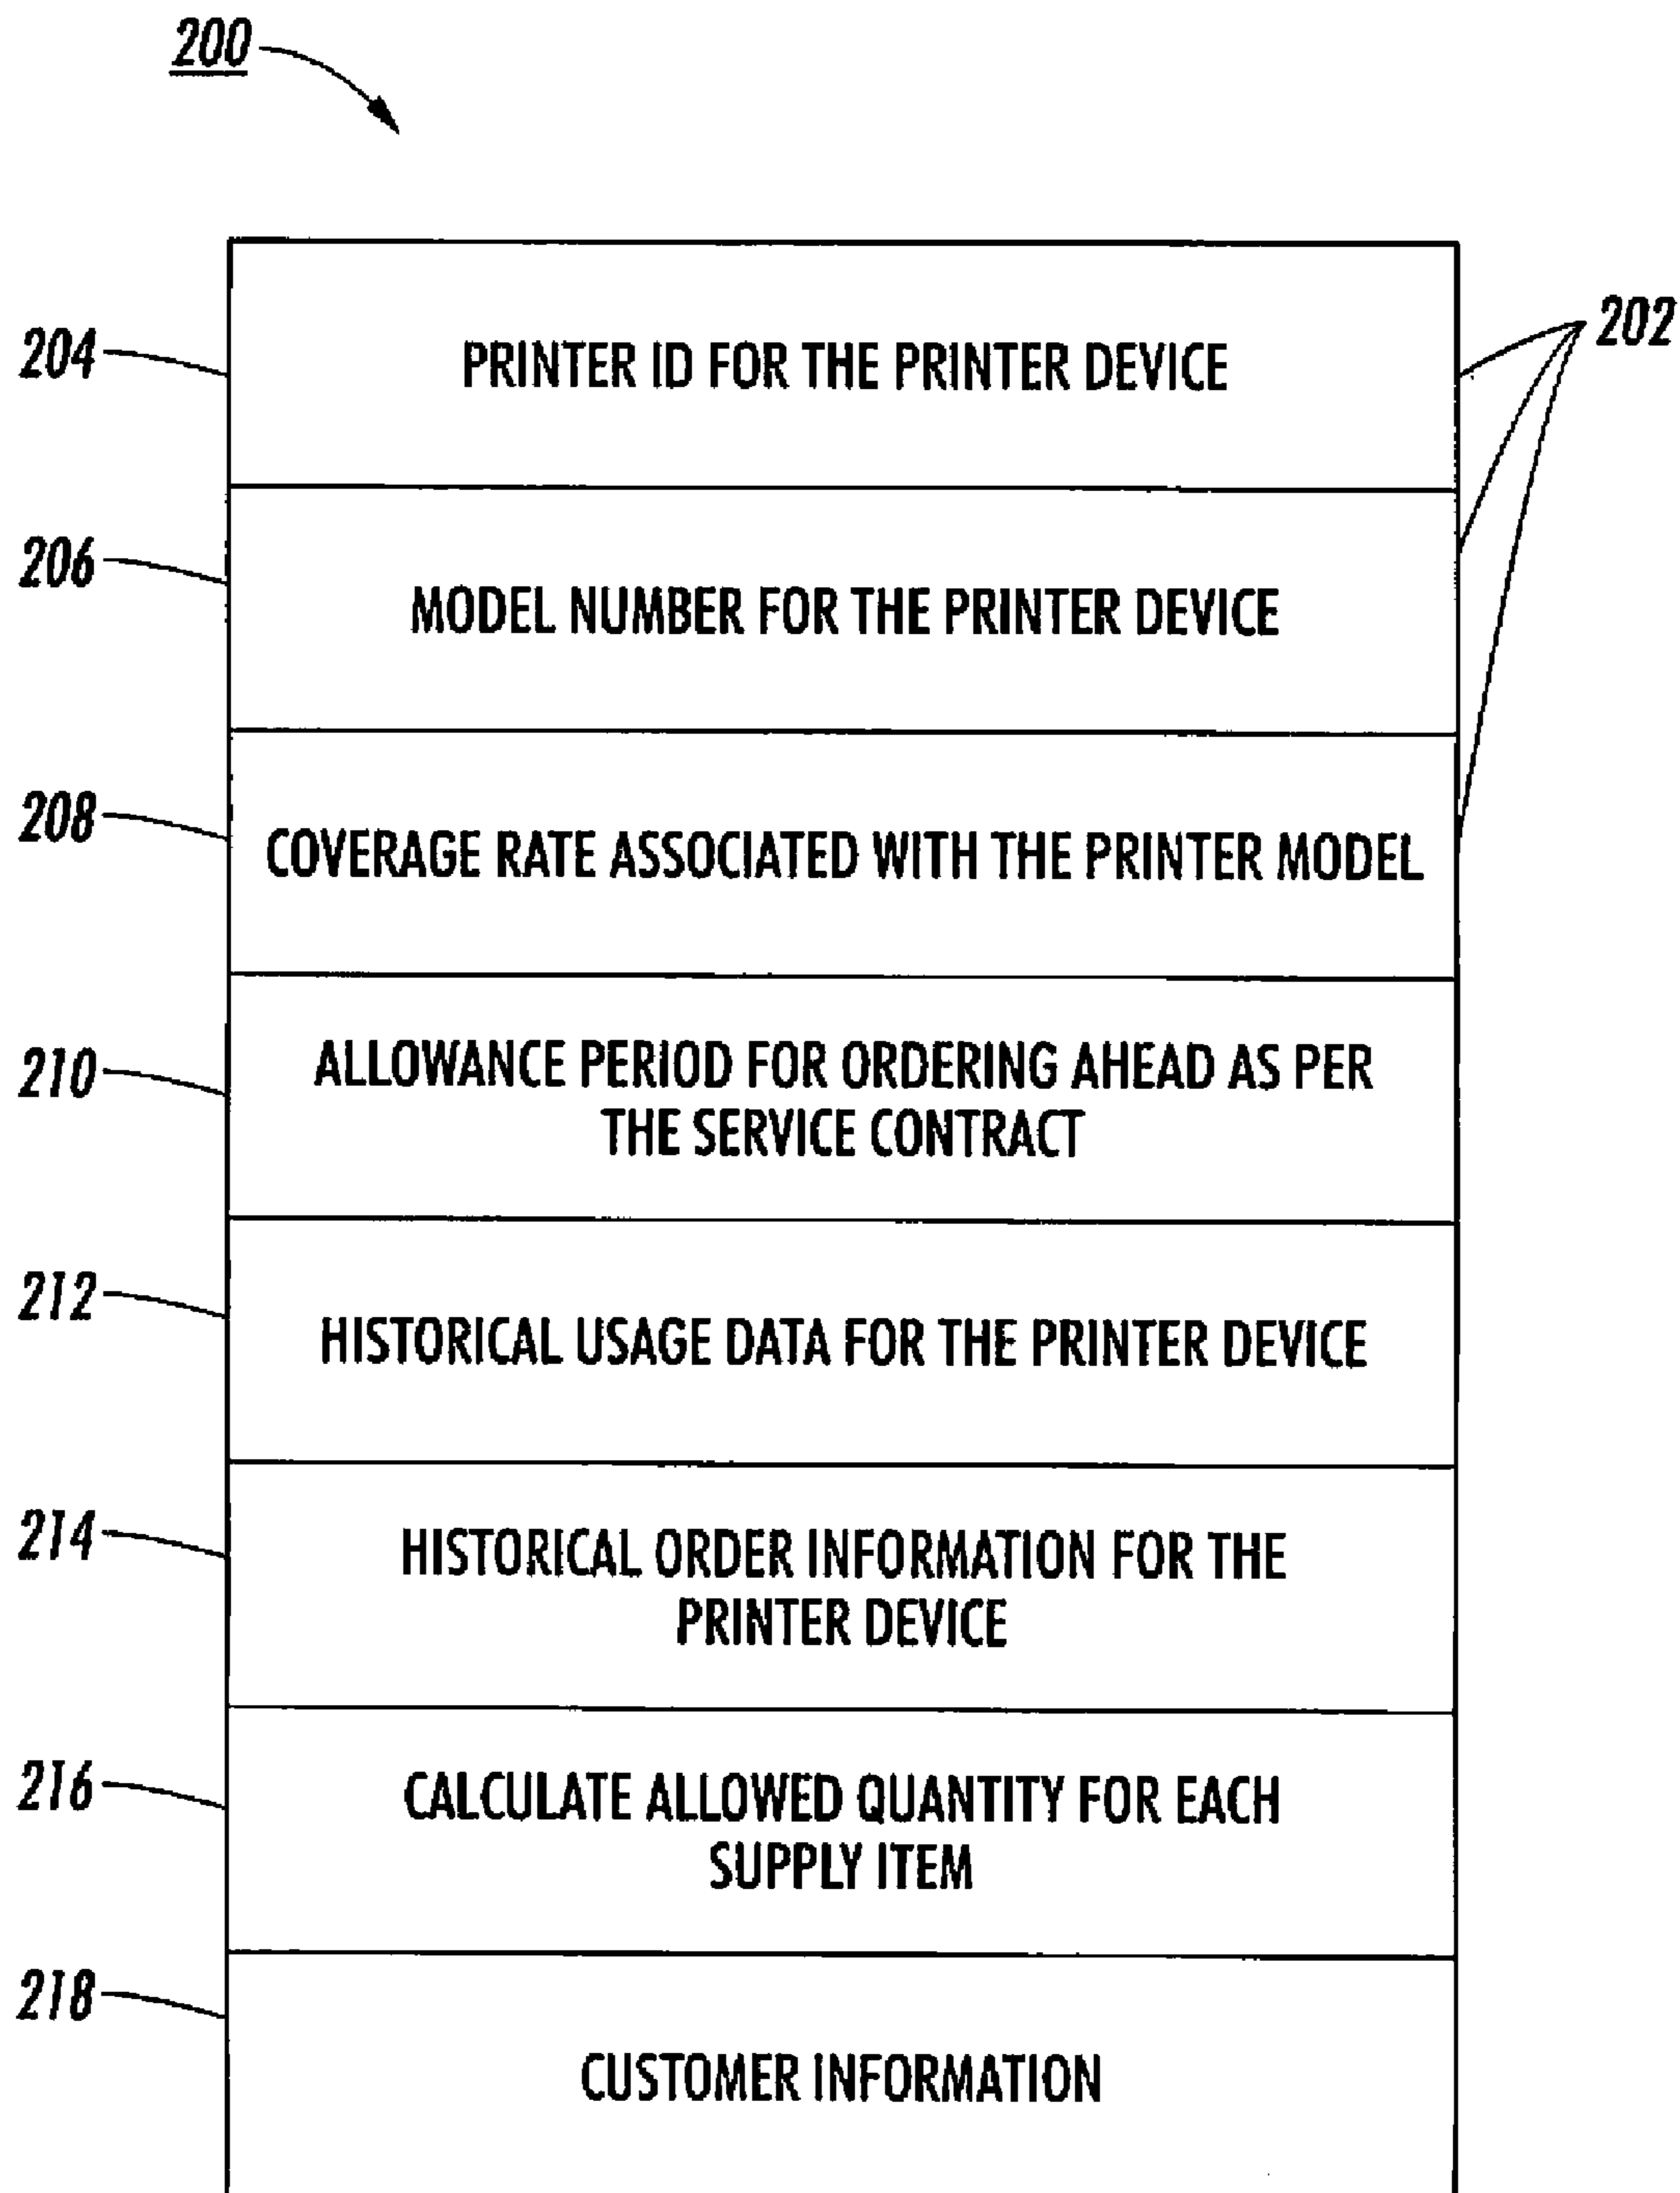 200
202
204
PRINTER ID FOR THE PRINTER DEVICE
206
MODEL NUMBER FOR THE PRINTER DEVICE
208
COVERAGE RATE ASSOCIATED WITH THE PRINTER MODEL
210
ALLOWANCE PERIOD FOR ORDERING AHEAD AS PER
THE SERVICE CONTRACT
212
HISTORICAL USAGE DATA FOR THE PRINTER DEVICE
214
HISTORICAL ORDER INFORMATION FOR THE
PRINTER DEVICE
216
CALCULATE ALLOWED QUANTITY FOR EACH
SUPPLY ITEM
218
CUSTOMER INFORMATION